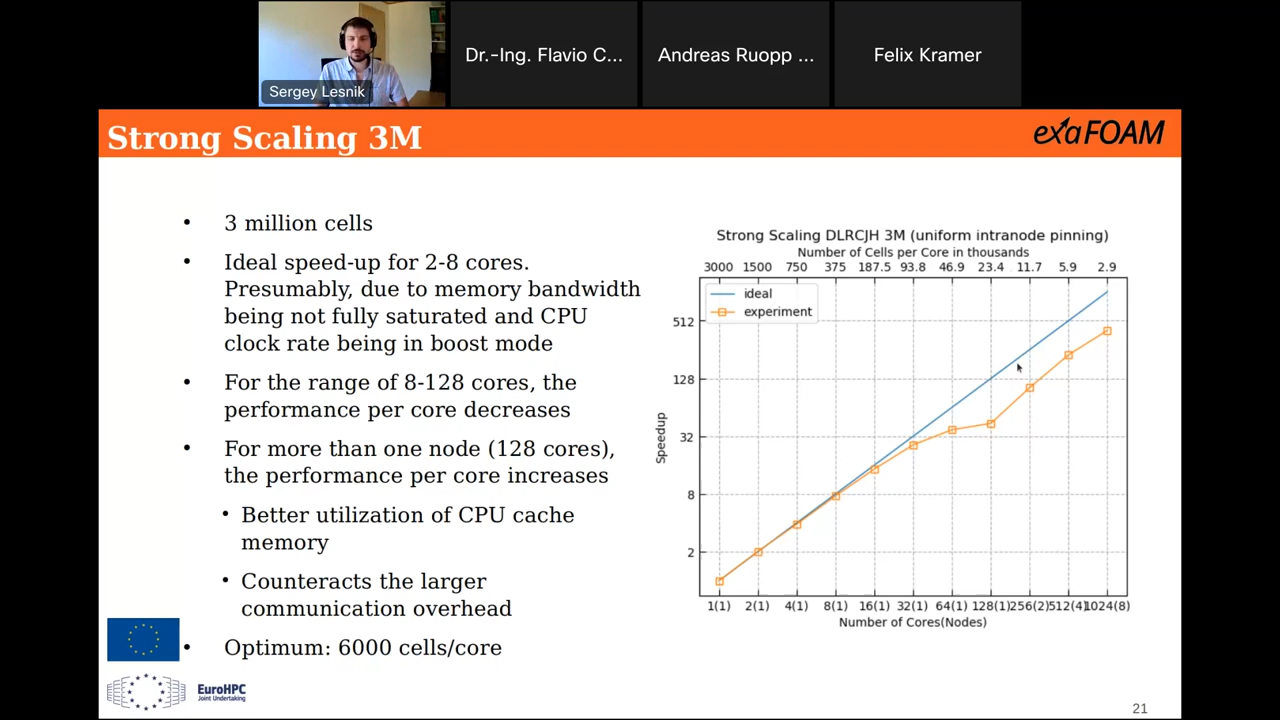 Sergey Lesnik
Dr.-Ing. Flavio C...
Andreas Ruopp ...
Felix Kramer
Strong Scaling 3M
exaFOAM
• 3 million cells
• Ideal speed-up for 2-8 cores.
Presumably, due to memory bandwidth
being not fully saturated and CPU
clock rate being in boost mode
• For the range of 8-128 cores, the
performance per core decreases
• For more than one node (128 cores),
the performance per core increases
• Better utilization of CPU cache
memory
• Counteracts the larger
communication overhead
• Optimum: 6000 cells/core
Strong Scaling DLRCJH 3M (uniform intranode pinning)
Number of Cells per Core in thousands
3000 1500 750 375 187.5 93.8 46.9 23.4 11.7 5.9 2.9
ideal
experiment
512
128
32
8
2
Speedup
1(1) 2(1) 4(1) 8(1) 16(1) 32(1) 64(1) 128(1) 256(2) 512(4) 1024(8)
Number of Cores(Nodes)
EuroHPC
Joint Undertaking
21